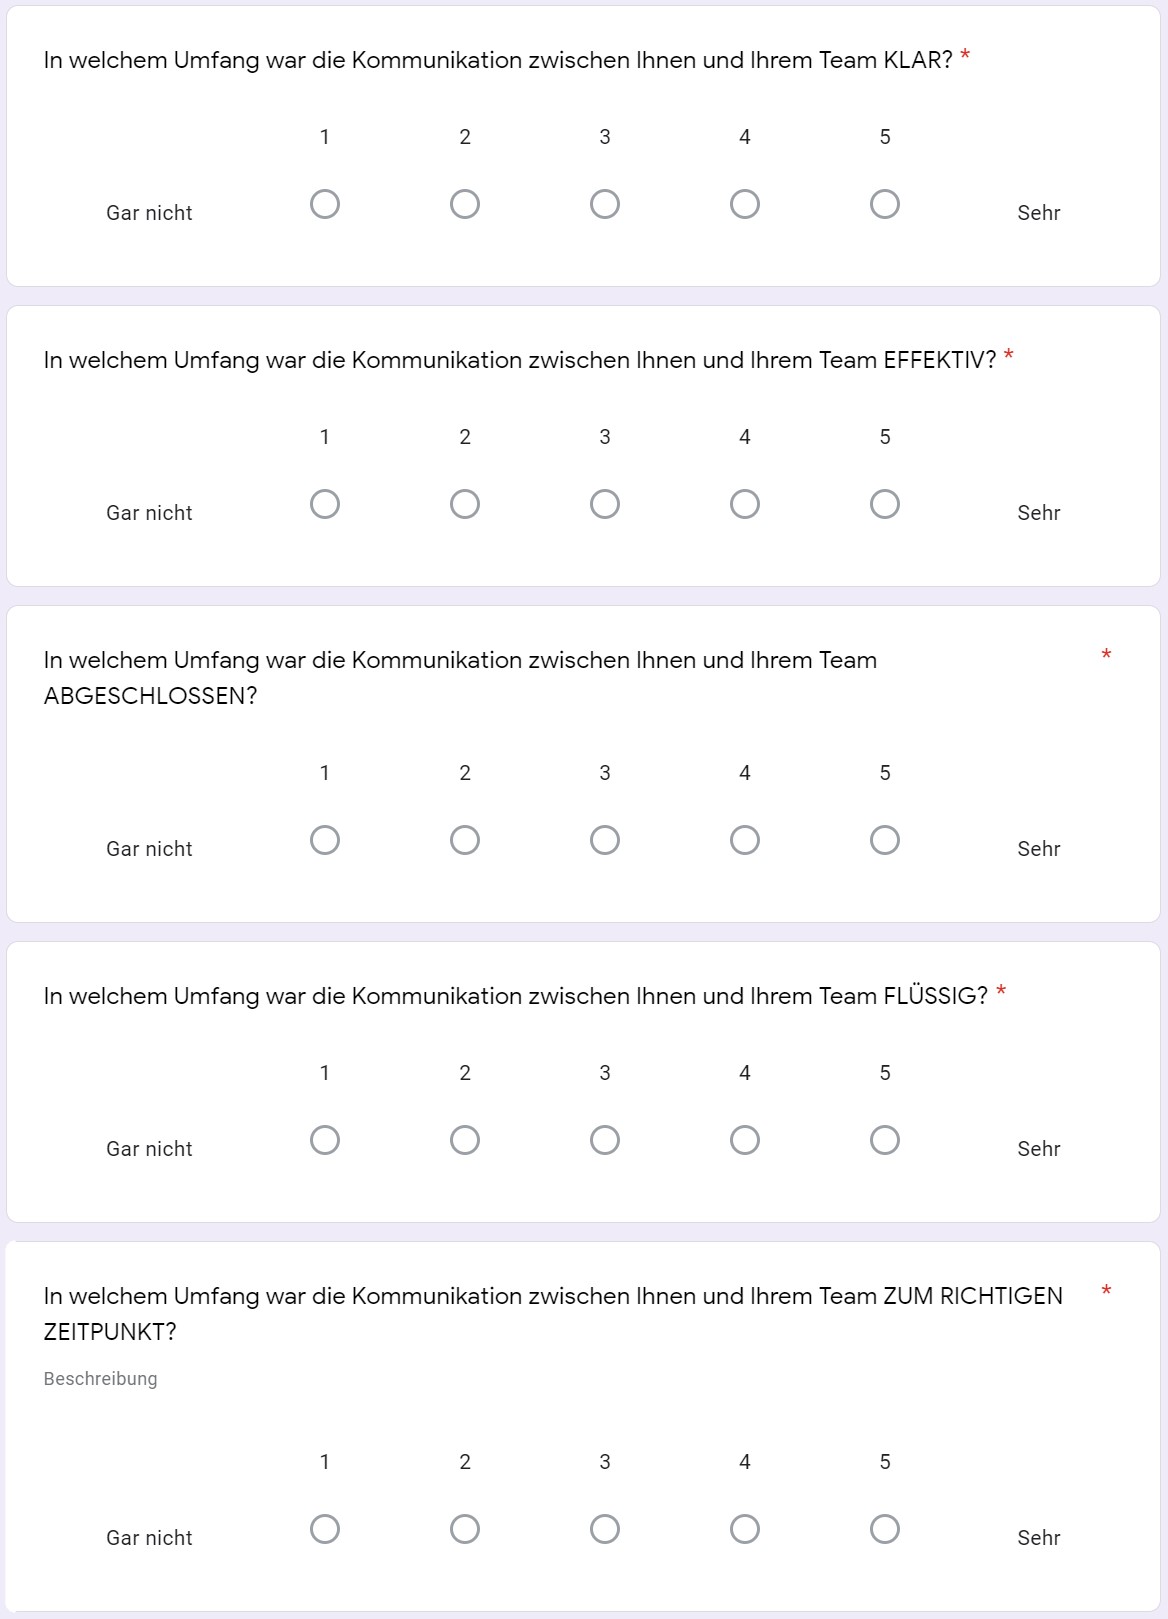 In welchem Umfang war die Kommunikation zwischen Ihnen und Ihrem Team KLAR? *
1 2 3 4 5
Gar nicht Sehr
In welchem Umfang war die Kommunikation zwischen Ihnen und Ihrem Team EFFEKTIV? *
1 2 3 4 5
Gar nicht Sehr
In welchem Umfang war die Kommunikation zwischen Ihnen und Ihrem Team *
ABGESCHLOSSEN?
1 2 3 4 5
Gar nicht Sehr
In welchem Umfang war die Kommunikation zwischen Ihnen und Ihrem Team FLÜSSIG? *
1 2 3 4 5
Gar nicht Sehr
In welchem Umfang war die Kommunikation zwischen Ihnen und Ihrem Team ZUM RICHTIGEN *
ZEITPUNKT?
Beschreibung
1 2 3 4 5
Gar nicht Sehr